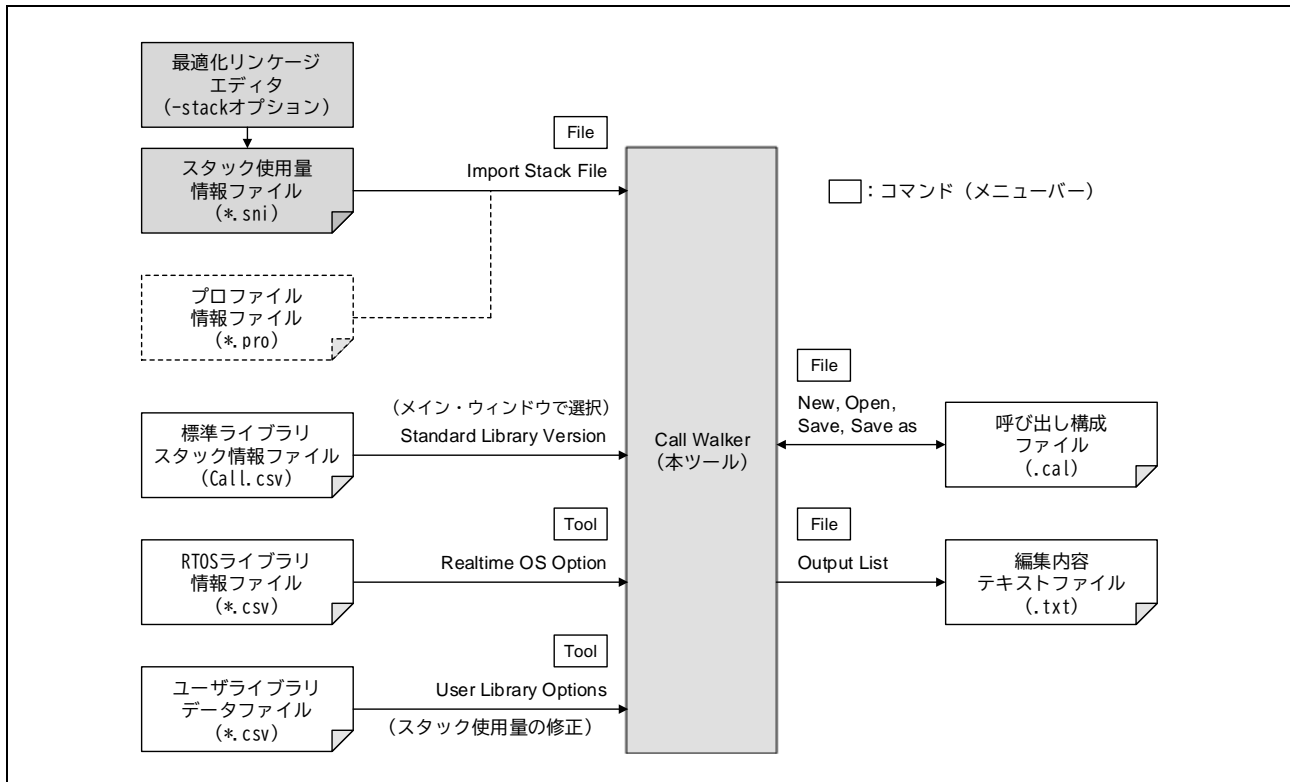 最適化リンケージ
エディタ
(-stackオプション)
File
スタック使用量
情報ファイル
(*.sni)
Import Stack File
□：コマンド（メニューバー）
プロファイル
情報ファイル
(*.pro)
（メイン・ウィンドウで選択）
標準ライブラリ
スタック情報ファイル
(Call.csv)
Standard Library Version
Call Walker
（本ツール）
File
New, Open,
Save, Save as
呼び出し構成
ファイル
(.cal)
Tool
RTOSライブラリ
情報ファイル
(*.csv)
Realtime OS Option
File
Output List
編集内容
テキストファイル
(.txt)
Tool
ユーザライブラリ
データファイル
(*.csv)
User Library Options
（スタック使用量の修正）